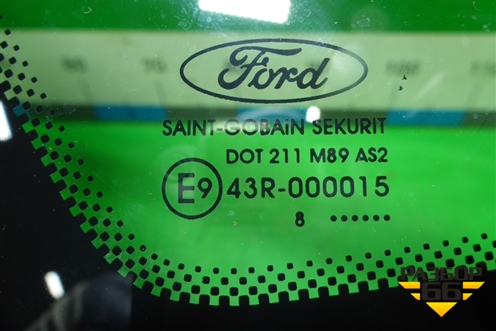 Ford
SAINT-GOBAiN SEKURIT
DOT 211 M89 AS2
E9 43R-000015
8 ......
РАЗБОР
66